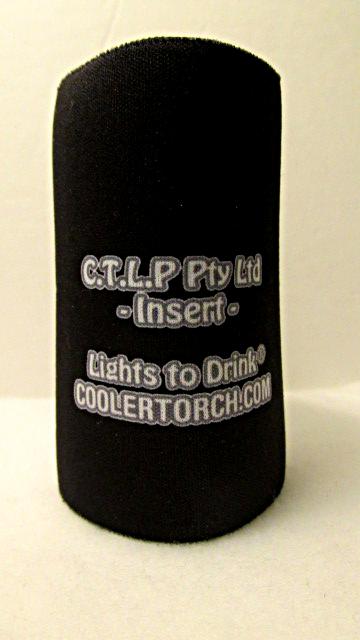 C.T.L.P Pty Ltd
- Insert -
Lights to Drink®
COOLERTORCH.COM